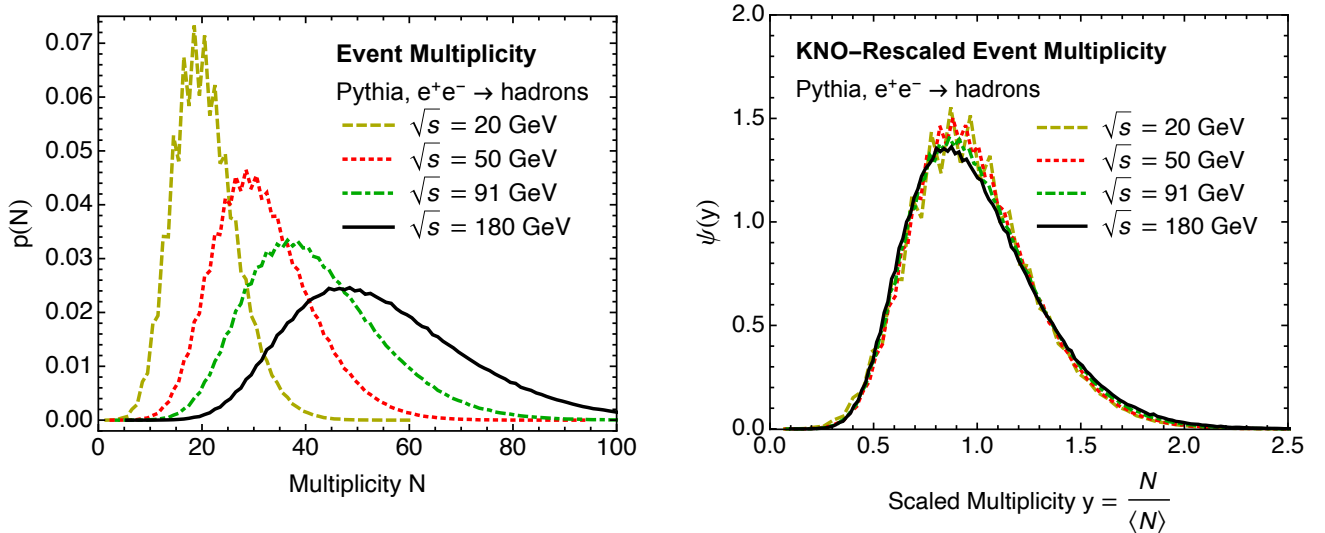 Event Multiplicity
Pythia, e⁺e⁻ → hadrons
√s = 20 GeV
√s = 50 GeV
√s = 91 GeV
√s = 180 GeV
p(N)
0.07
0.06
0.05
0.04
0.03
0.02
0.01
0.00
0 20 40 60 80 100
Multiplicity N
KNO–Rescaled Event Multiplicity
Pythia, e⁺e⁻ → hadrons
√s = 20 GeV
√s = 50 GeV
√s = 91 GeV
√s = 180 GeV
ψ(y)
2.0
1.5
1.0
0.5
0.0
0.0 0.5 1.0 1.5 2.0 2.5
Scaled Multiplicity y = N / ⟨N⟩